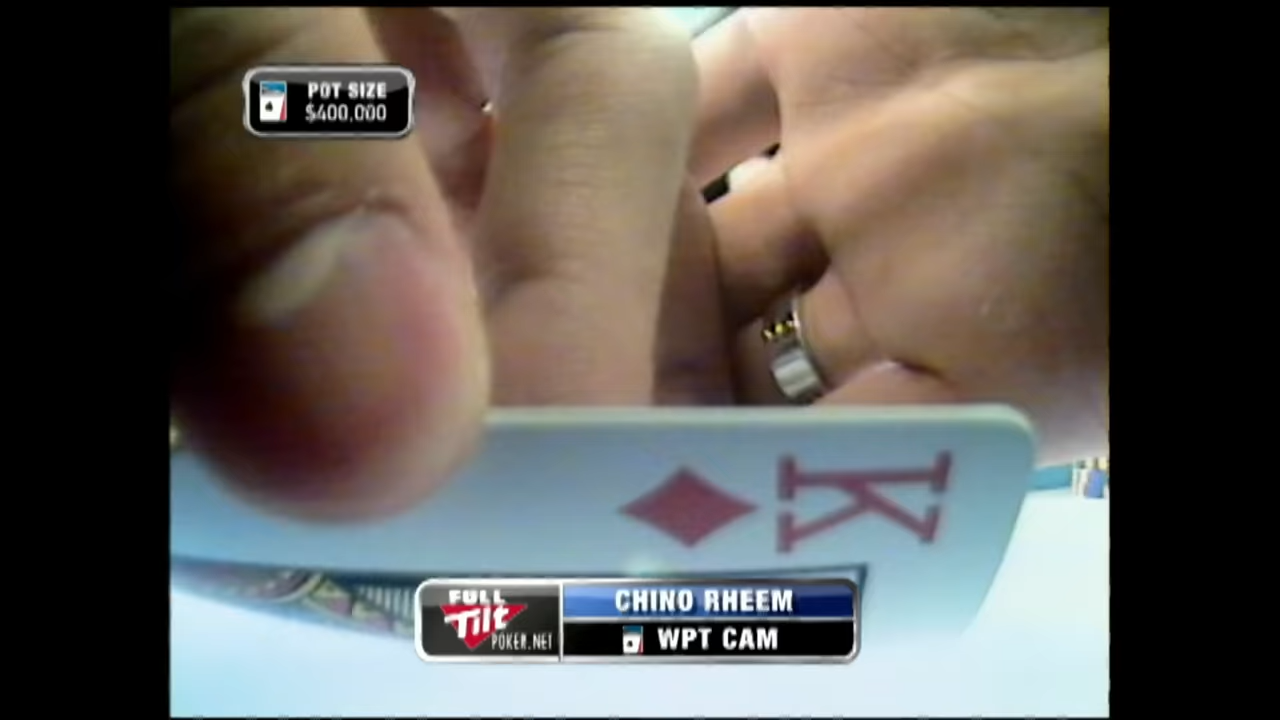 POT SIZE
$400,000
K
FULL
Tilt
POKER.NET
CHINO RHEEM
WPT CAM